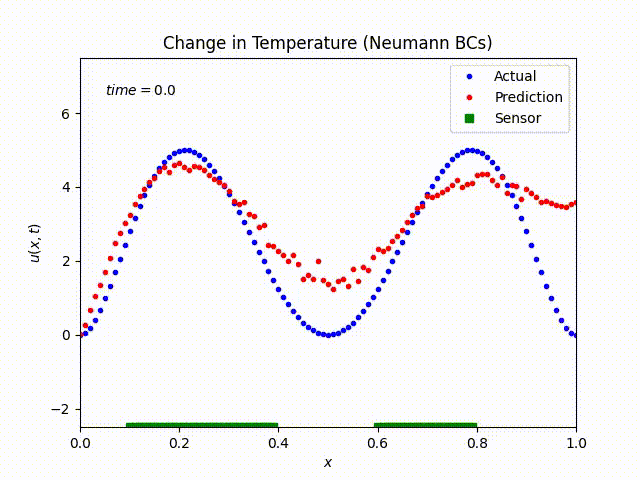 Change in Temperature (Neumann BCs)
time = 0.0
Actual
Prediction
Sensor
u(x, t)
6
4
2
0
−2
0.0 0.2 0.4 0.6 0.8 1.0
x